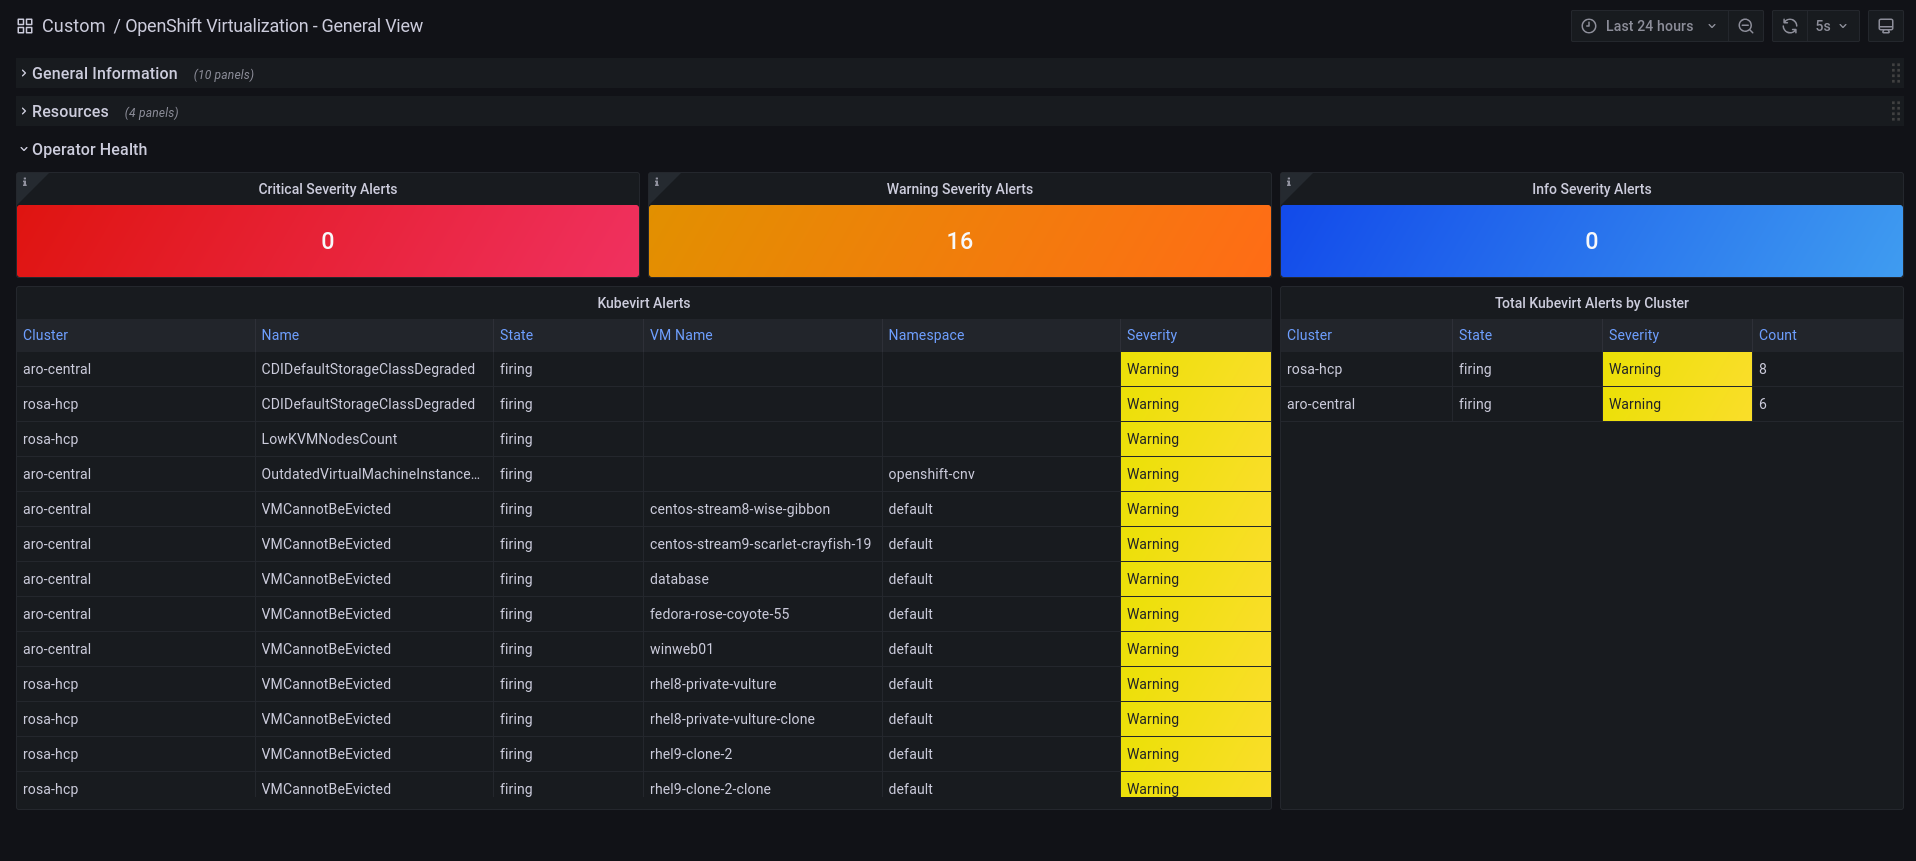 Custom / OpenShift Virtualization - General View
Last 24 hours
5s
General Information (10 panels)
Resources (4 panels)
Operator Health
Critical Severity Alerts
0
Warning Severity Alerts
16
Info Severity Alerts
0
Kubevirt Alerts
Cluster Name State VM Name Namespace Severity
aro-central CDIDefaultStorageClassDegraded firing Warning
rosa-hcp CDIDefaultStorageClassDegraded firing Warning
rosa-hcp LowKVMNodesCount firing Warning
aro-central OutdatedVirtualMachineInstance... firing openshift-cnv Warning
aro-central VMCannotBeEvicted firing centos-stream8-wise-gibbon default Warning
aro-central VMCannotBeEvicted firing centos-stream9-scarlet-crayfish-19 default Warning
aro-central VMCannotBeEvicted firing database default Warning
aro-central VMCannotBeEvicted firing fedora-rose-coyote-55 default Warning
aro-central VMCannotBeEvicted firing winweb01 default Warning
rosa-hcp VMCannotBeEvicted firing rhel8-private-vulture default Warning
rosa-hcp VMCannotBeEvicted firing rhel8-private-vulture-clone default Warning
rosa-hcp VMCannotBeEvicted firing rhel9-clone-2 default Warning
rosa-hcp VMCannotBeEvicted firing rhel9-clone-2-clone default Warning
Total Kubevirt Alerts by Cluster
Cluster State Severity Count
rosa-hcp firing Warning 8
aro-central firing Warning 6